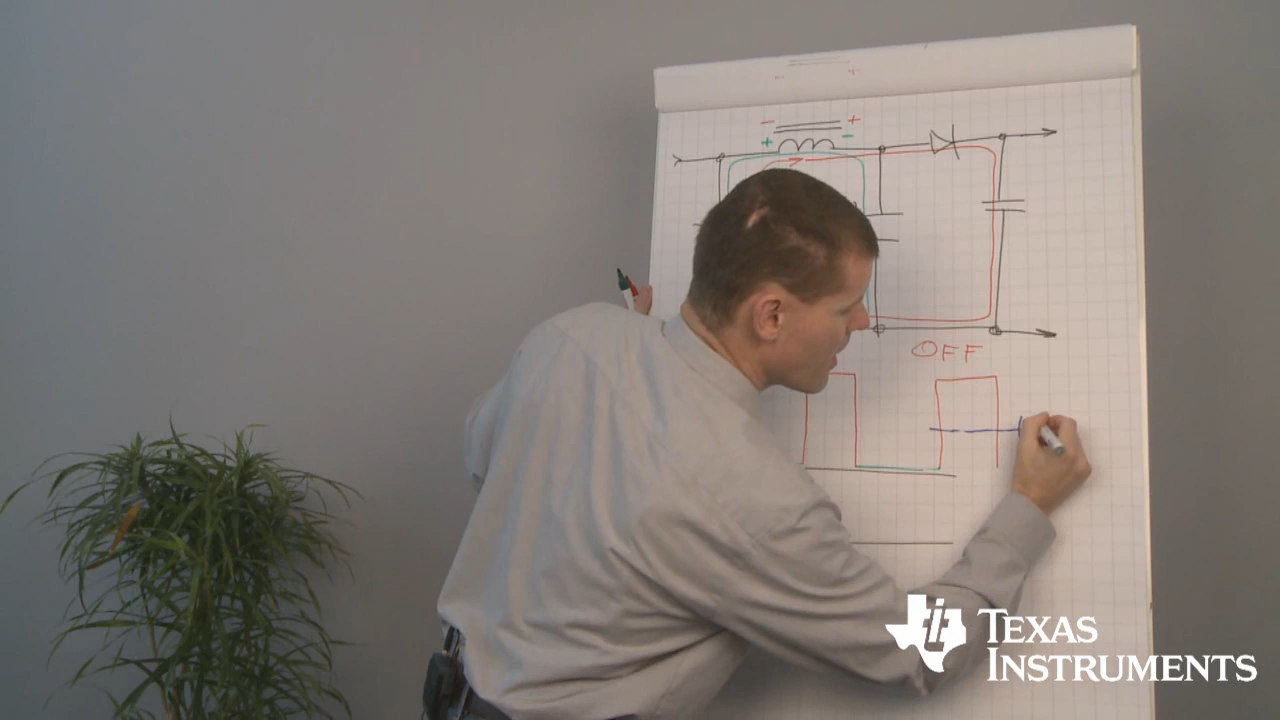 - +
+ -
OFF
TEXAS
INSTRUMENTS